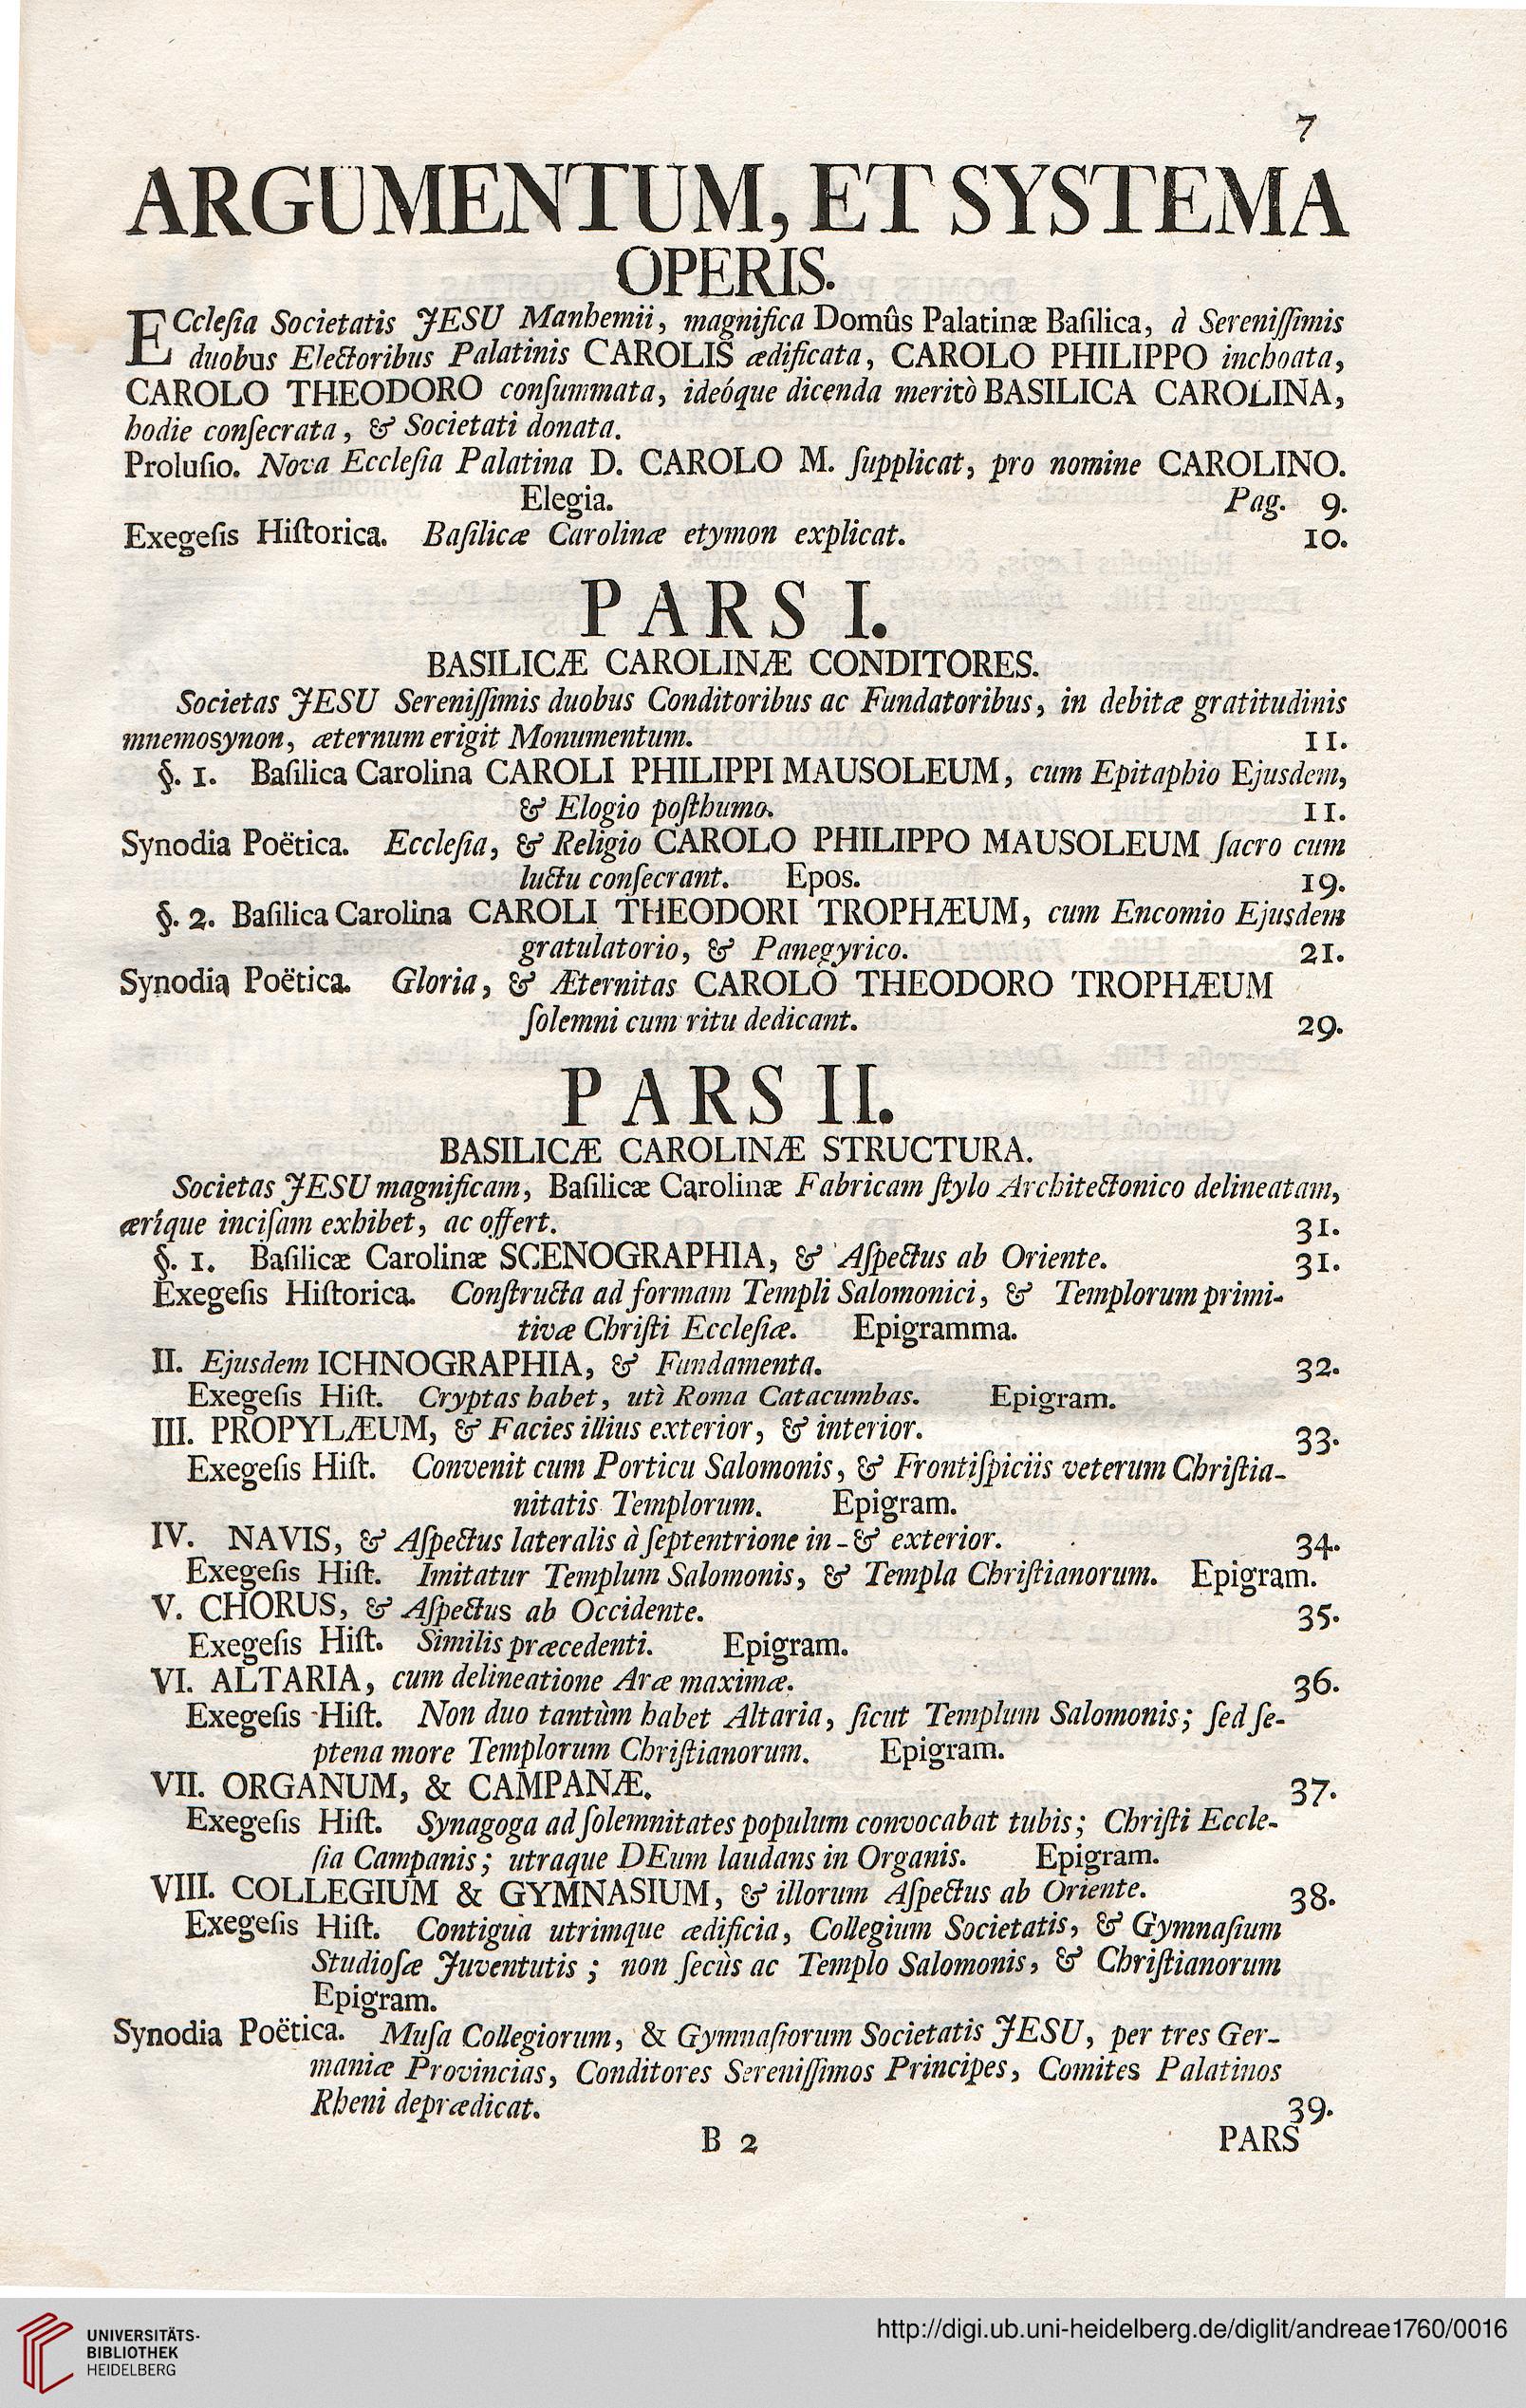 7
ARGUMENTUM, ET SYSTEMA
OPERIS.
ECcleſia Societatis JESU Manhemii, magnifica Domûs Palatinæ Baſilica, à Sereniſſimis
duobus Electoribus Palatinis CAROLIS ædificata, CAROLO PHILIPPO inchoata,
CAROLO THEODORO conſummata, ideóque dicenda meritò BASILICA CAROLINA,
hodie conſecrata, & Societati donata.
Proluſio. Nova Eccleſia Palatina D. CAROLO M. ſupplicat, pro nomine CAROLINO.
Elegia. Pag. 9.
Exegeſis Hiſtorica. Baſilicæ Carolinæ etymon explicat. 10.
PARS I.
BASILICÆ CAROLINÆ CONDITORES.
Societas JESU Sereniſſimis duobus Conditoribus ac Fundatoribus, in debitæ gratitudinis
mnemosynon, æternum erigit Monumentum. 11.
§. 1. Baſilica Carolina CAROLI PHILIPPI MAUSOLEUM, cum Epitaphio Ejusdem,
& Elogio poſthumo. 11.
Synodia Poëtica. Eccleſia, & Religio CAROLO PHILIPPO MAUSOLEUM ſacro cum
luctu conſecrant. Epos. 19.
§. 2. Baſilica Carolina CAROLI THEODORI TROPHÆUM, cum Encomio Ejusdem
gratulatorio, & Panegyrico. 21.
Synodia Poëtica. Gloria, & Æternitas CAROLO THEODORO TROPHÆUM
ſolemni cum ritu dedicant. 29.
PARS II.
BASILICÆ CAROLINÆ STRUCTURA.
Societas JESU magnificam, Baſilicæ Carolinæ Fabricam ſtylo Architectonico delineatam,
ærique inciſam exhibet, ac offert. 31.
§. 1. Baſilicæ Carolinæ SCENOGRAPHIA, & Aſpectus ab Oriente. 31.
Exegeſis Hiſtorica. Conſtructa ad formam Templi Salomonici, & Templorum primi-
tivæ Chriſti Eccleſiæ. Epigramma.
II. Ejusdem ICHNOGRAPHIA, & Fundamenta. 32.
Exegeſis Hiſt. Cryptas habet, utì Roma Catacumbas. Epigram.
III. PROPYLÆUM, & Facies illius exterior, & interior. 33.
Exegeſis Hiſt. Convenit cum Porticu Salomonis, & Frontiſpiciis veterum Chriſtia-
nitatis Templorum. Epigram.
IV. NAVIS, & Aſpectus lateralis à ſeptentrione in-& exterior. 34.
Exegeſis Hiſt. Imitatur Templum Salomonis, & Templa Chriſtianorum. Epigram.
V. CHORUS, & Aſpectus ab Occidente. 35.
Exegeſis Hiſt. Similis præcedenti. Epigram.
VI. ALTARIA, cum delineatione Aræ maximæ. 36.
Exegeſis Hiſt. Non duo tantùm habet Altaria, ſicut Templum Salomonis; ſed ſe-
ptena more Templorum Chriſtianorum. Epigram.
VII. ORGANUM, & CAMPANÆ. 37.
Exegeſis Hiſt. Synagoga ad ſolemnitates populum convocabat tubis; Chriſti Eccle-
ſia Campanis; utraque DEum laudans in Organis. Epigram.
VIII. COLLEGIUM & GYMNASIUM, & illorum Aſpectus ab Oriente. 38.
Exegeſis Hiſt. Contigua utrimque ædificia, Collegium Societatis, & Gymnaſium
Studioſæ Juventutis; non ſecùs ac Templo Salomonis, & Chriſtianorum
Epigram.
Synodia Poëtica. Muſa Collegiorum, & Gymnaſiorum Societatis JESU, per tres Ger-
maniæ Provincias, Conditores Sereniſſimos Principes, Comites Palatinos
Rheni deprædicat. 39.
B 2 PARS
UNIVERSITÄTS-
BIBLIOTHEK
HEIDELBERG
http://digi.ub.uni-heidelberg.de/diglit/andreae1760/0016